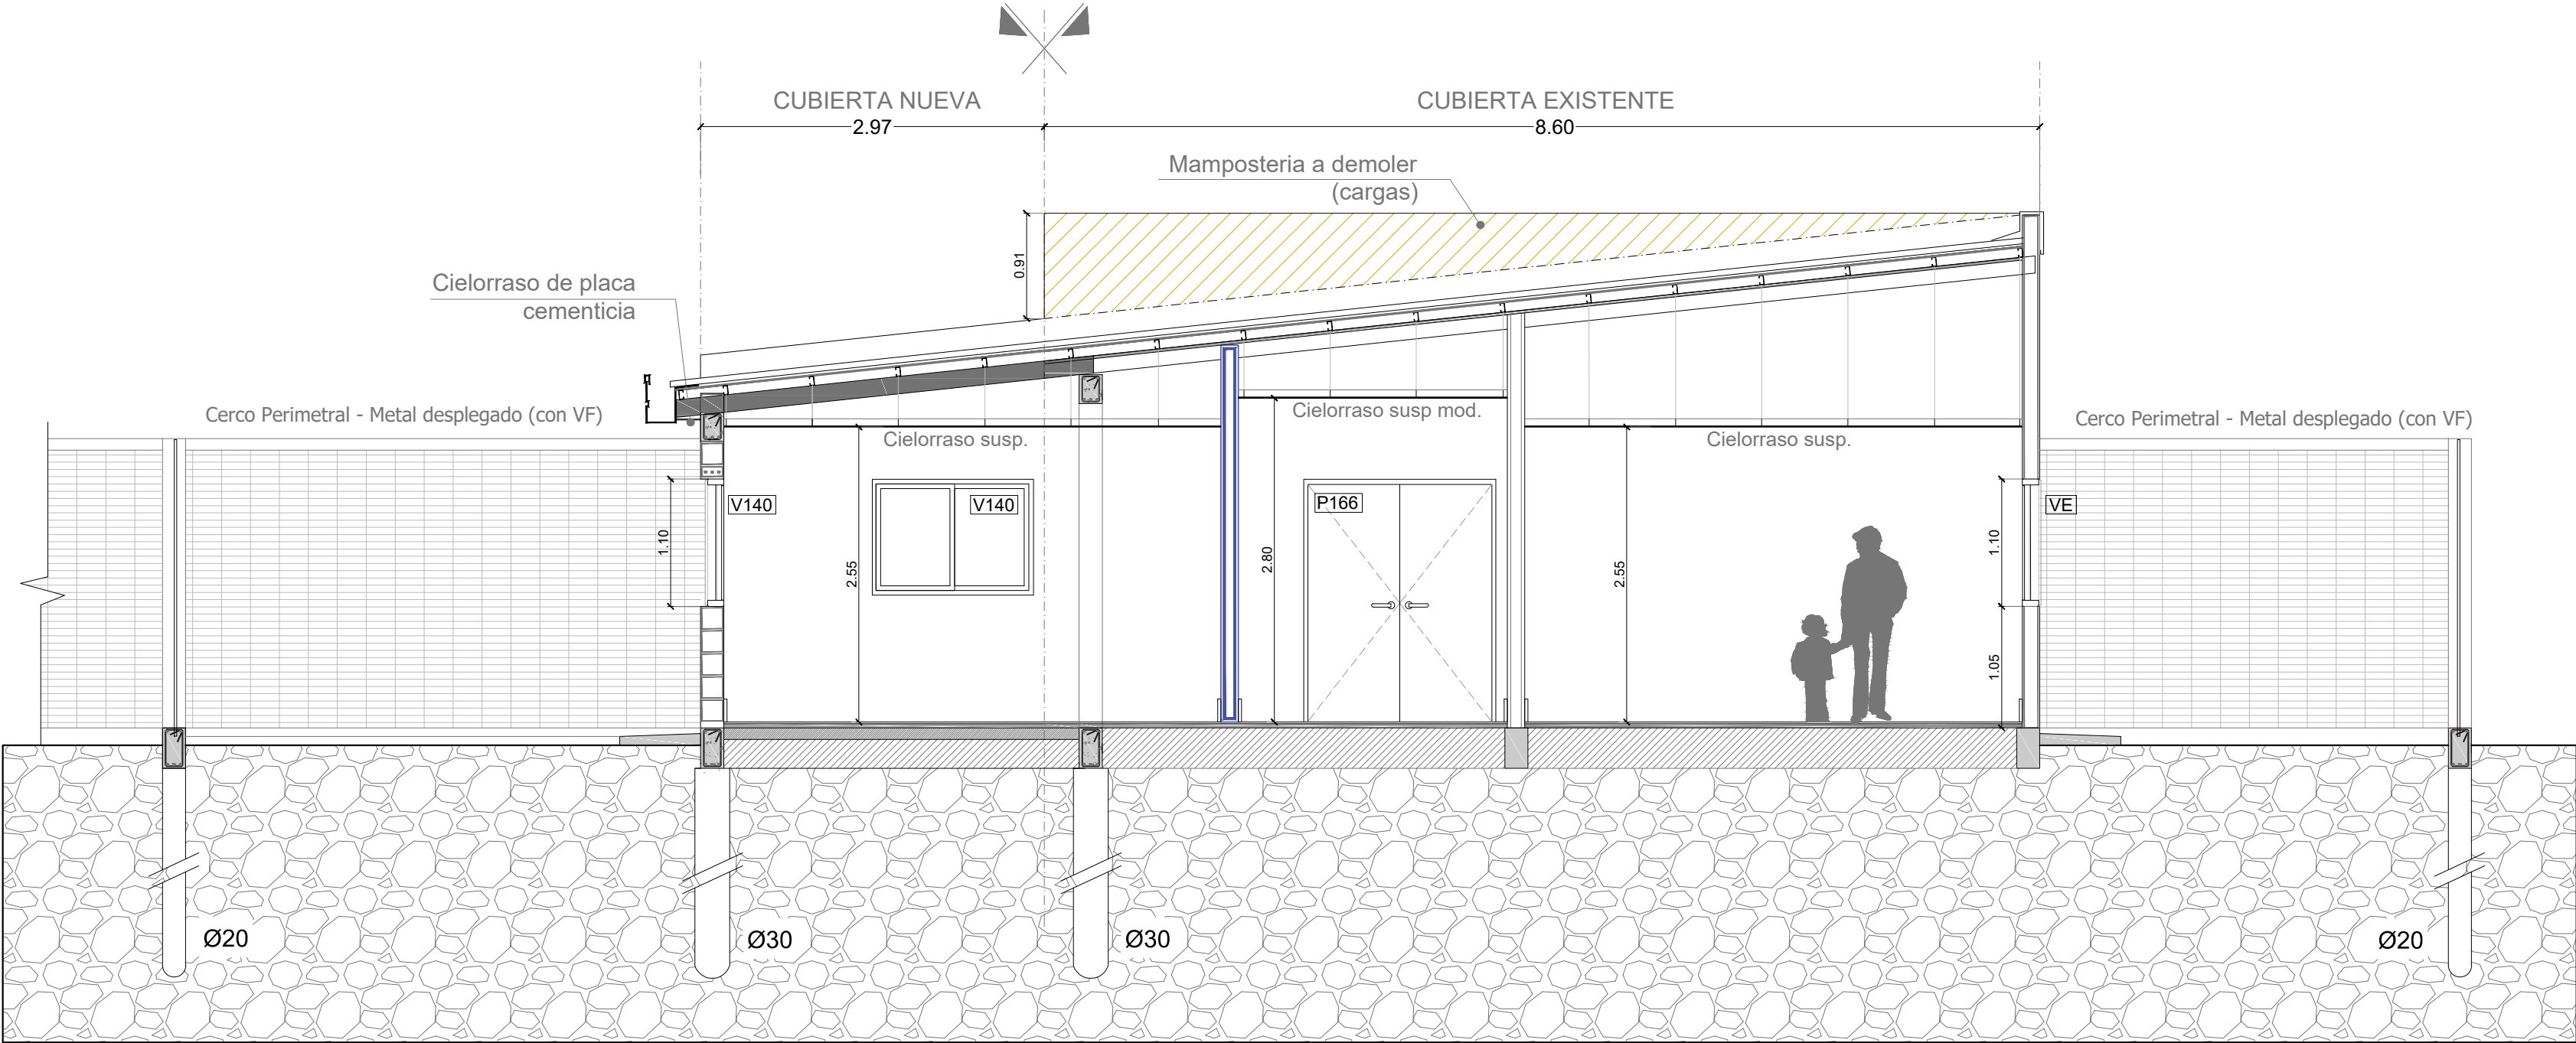 CUBIERTA NUEVA
CUBIERTA EXISTENTE
2.97
8.60
Mamposteria a demoler
(cargas)
0.91
Cielorraso de placa
cementicia
Cerco Perimetral - Metal desplegado (con VF)
Cielorraso susp.
Cielorraso susp mod.
Cielorraso susp.
Cerco Perimetral - Metal desplegado (con VF)
V140
V140
P166
VE
1.10
2.55
2.80
2.55
1.10
1.05
Ø20
Ø30
Ø30
Ø20